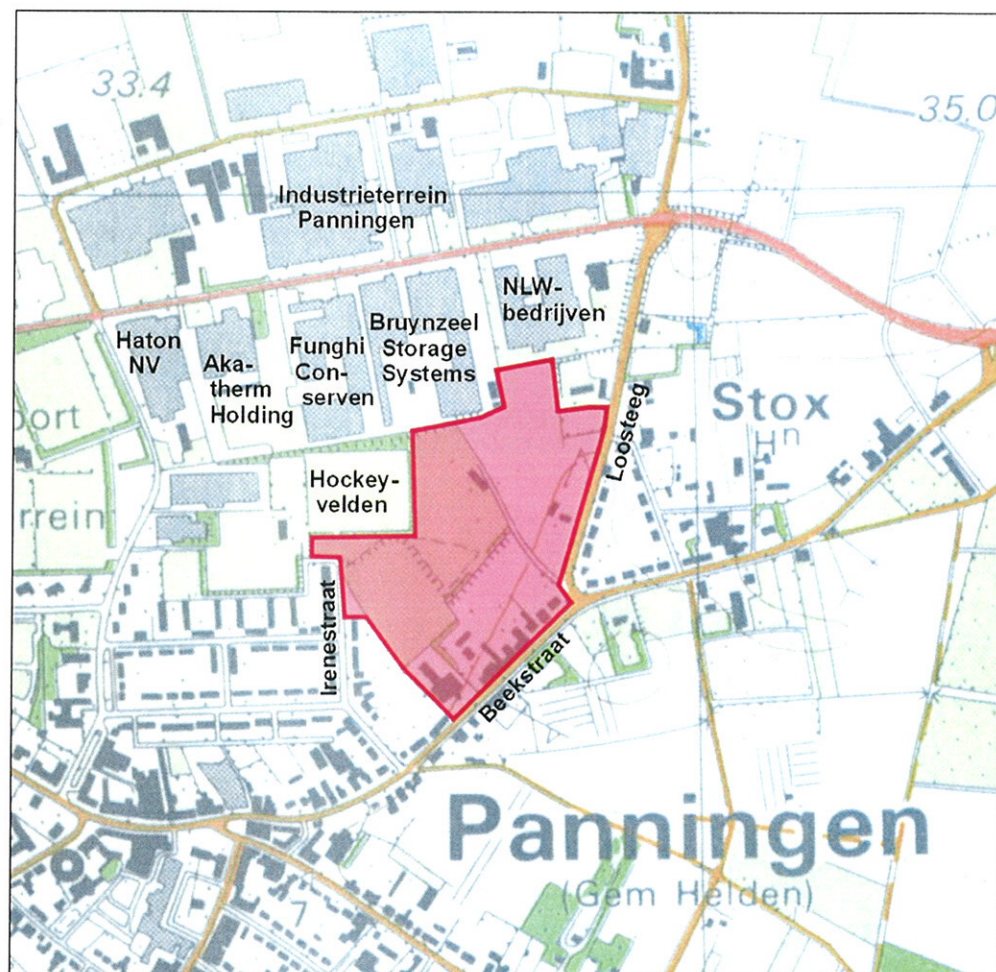 33.4
35.0
Industrieterrein
Panningen
NLW-
bedrijven
Haton
NV
Aka-
therm
Holding
Funghi
Con-
serven
Bruynzeel
Storage
Systems
Loosteeg
Stox
Hn
port
Hockey-
velden
rrein
Irenestraat
Beekstraat
Panningen
(Gem Helden)